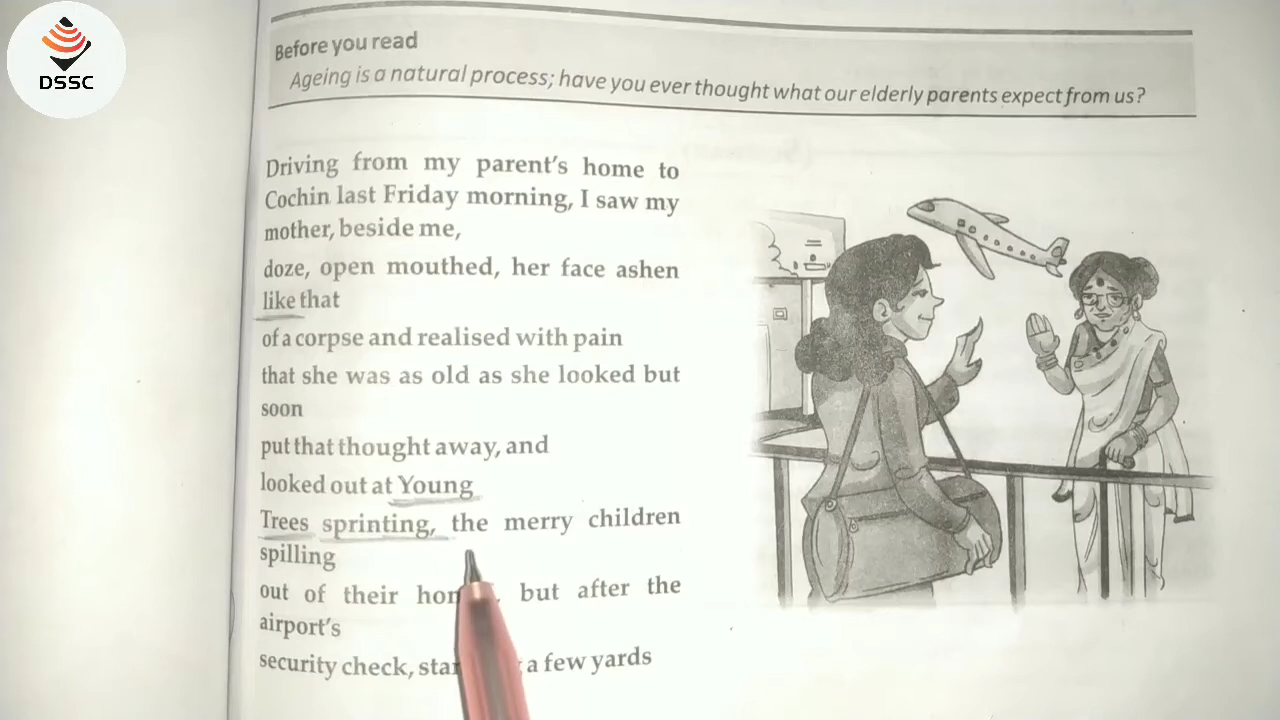 DSSC
Before you read
Ageing is a natural process; have you ever thought what our elderly parents expect from us?
Driving from my parent's home to
Cochin last Friday morning, I saw my
mother, beside me,
doze, open mouthed, her face ashen
like that
of a corpse and realised with pain
that she was as old as she looked but
soon
put that thought away, and
looked out at Young
Trees sprinting, the merry children
spilling
out of their but after the
airport's
security check, a few yards